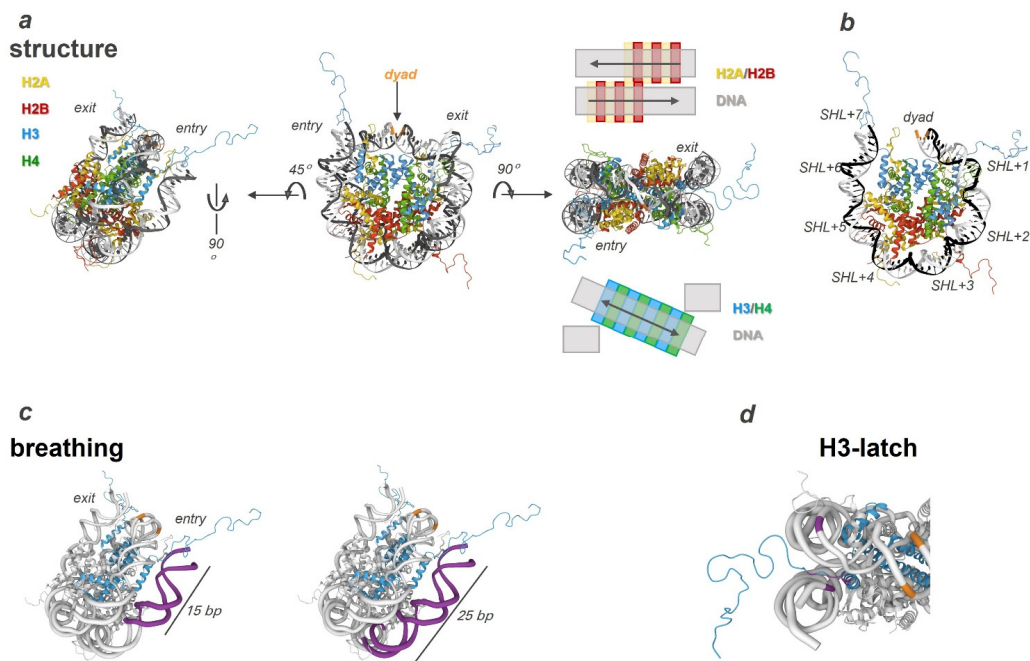 a
structure
H2A
H2B
H3
H4
exit
entry
90
o
45o
entry
dyad
exit
90o
H2A/H2B
DNA
exit
entry
H3/H4
DNA
b
SHL+7
dyad
SHL+6
SHL+1
SHL+5
SHL+2
SHL+4
SHL+3
c
breathing
exit
entry
15 bp
25 bp
d
H3-latch